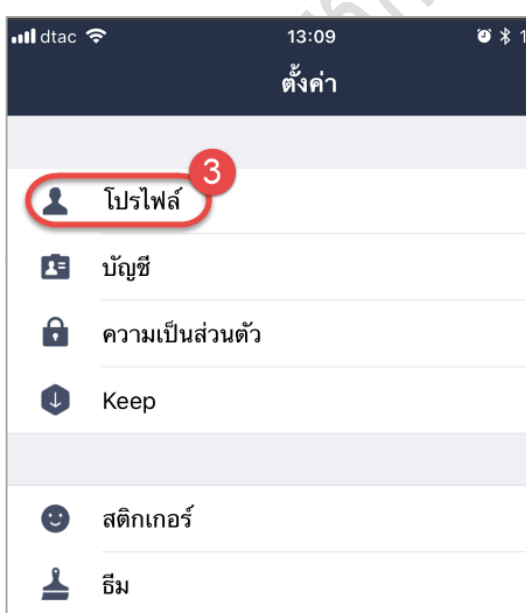 dtac 13:09
ตั้งค่า
3
โปรไฟล์
บัญชี
ความเป็นส่วนตัว
Keep
สติกเกอร์
ธีม